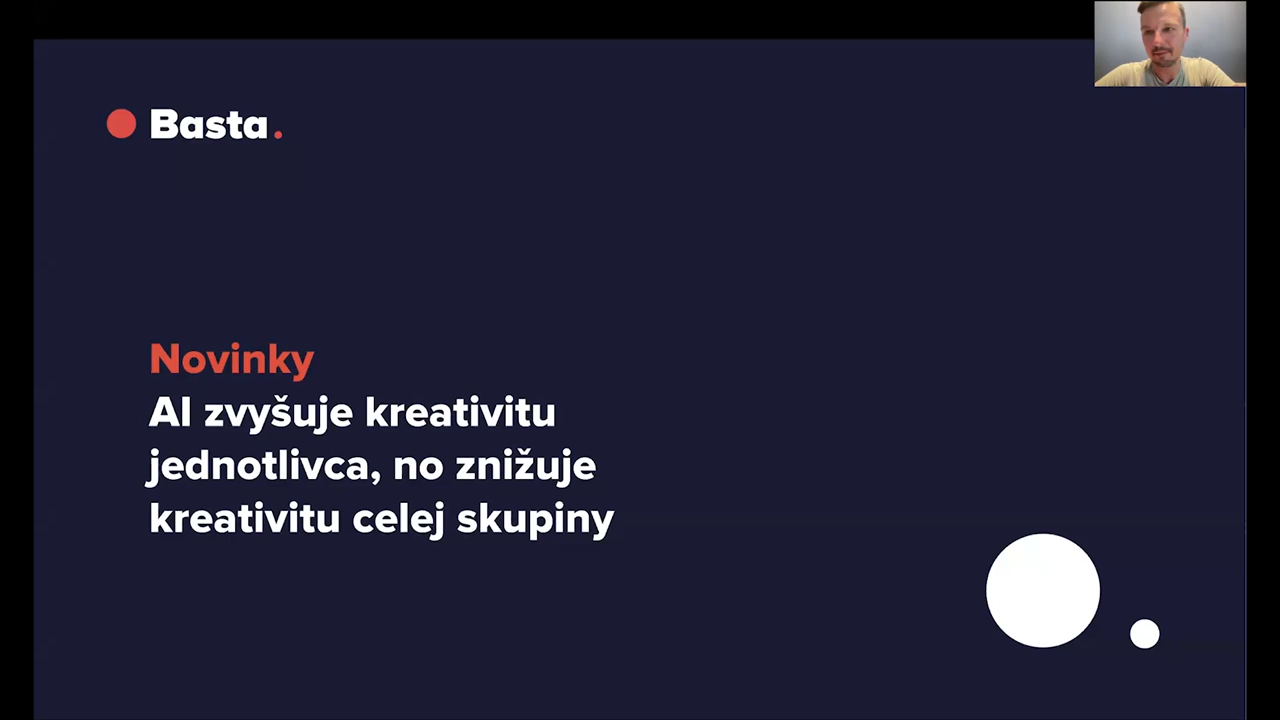 Basta.
Novinky
AI zvyšuje kreativitu
jednotlivca, no znižuje
kreativitu celej skupiny